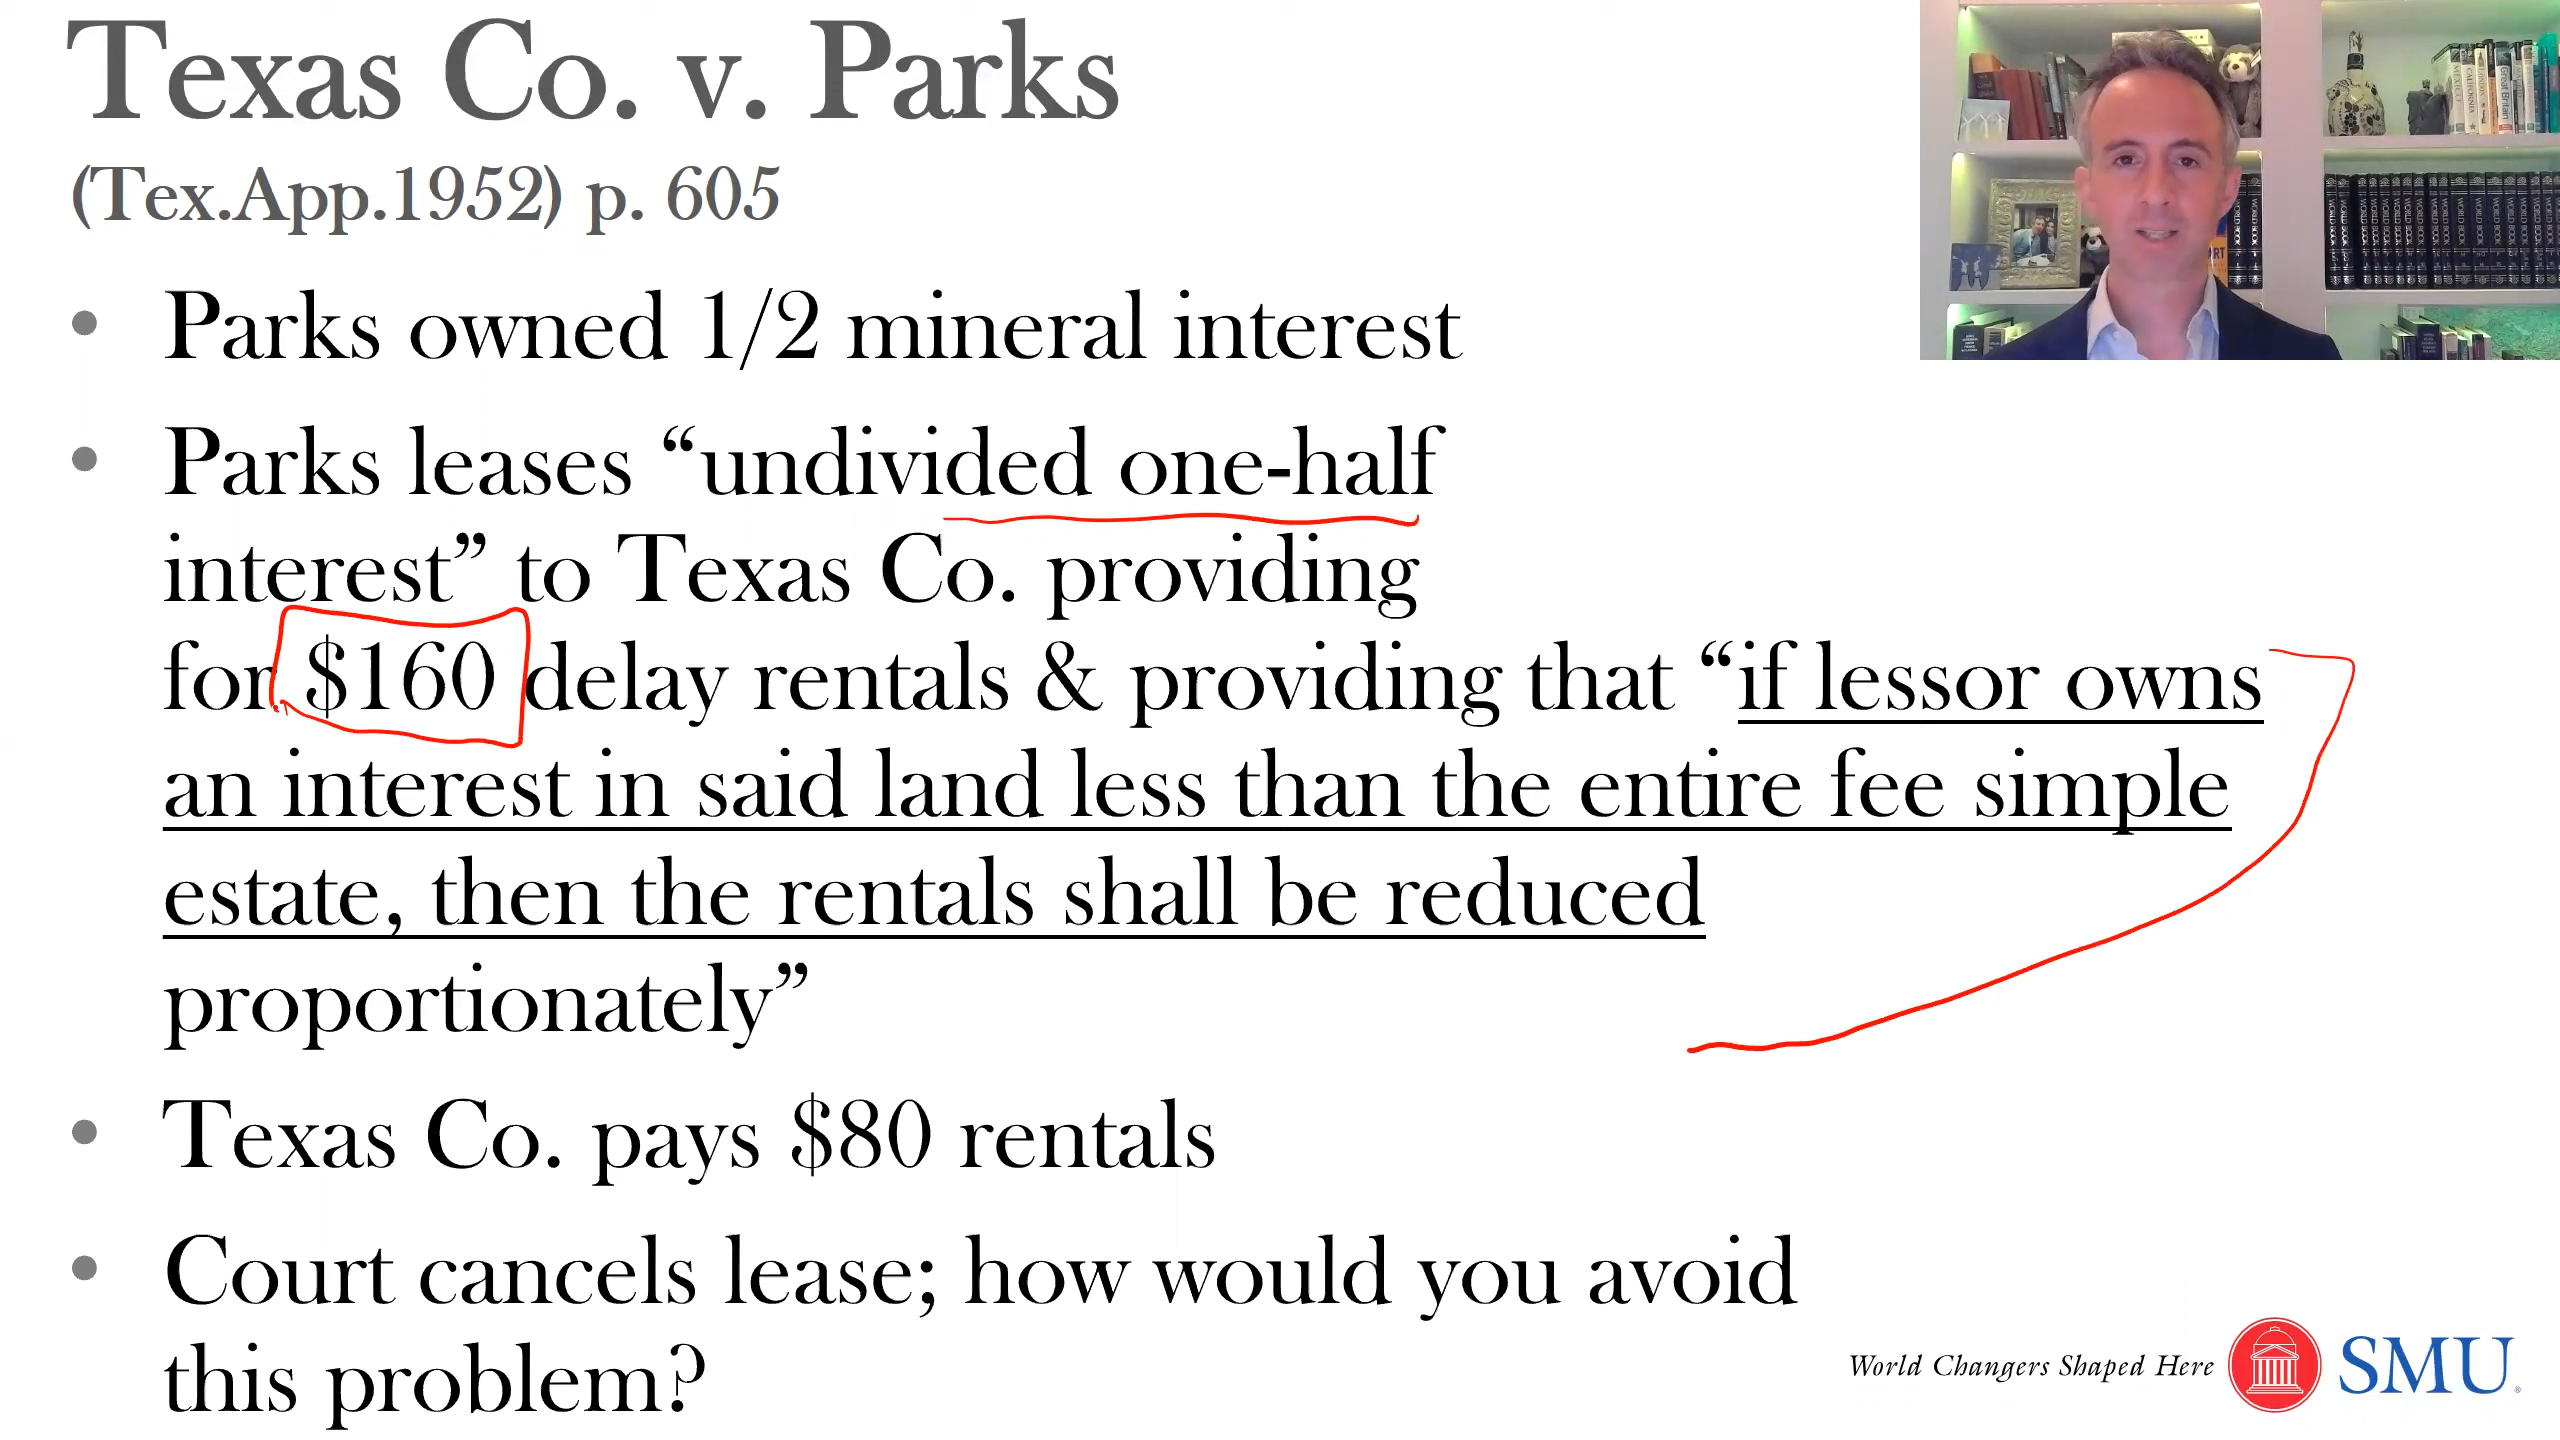 Texas Co. v. Parks
(Tex.App.1952) p. 605
• Parks owned 1/2 mineral interest
• Parks leases “undivided one-half
interest” to Texas Co. providing
for $160 delay rentals & providing that “if lessor owns
an interest in said land less than the entire fee simple
estate, then the rentals shall be reduced
proportionately”
• Texas Co. pays $80 rentals
• Court cancels lease; how would you avoid
this problem?
World Changers Shaped Here
SMU®